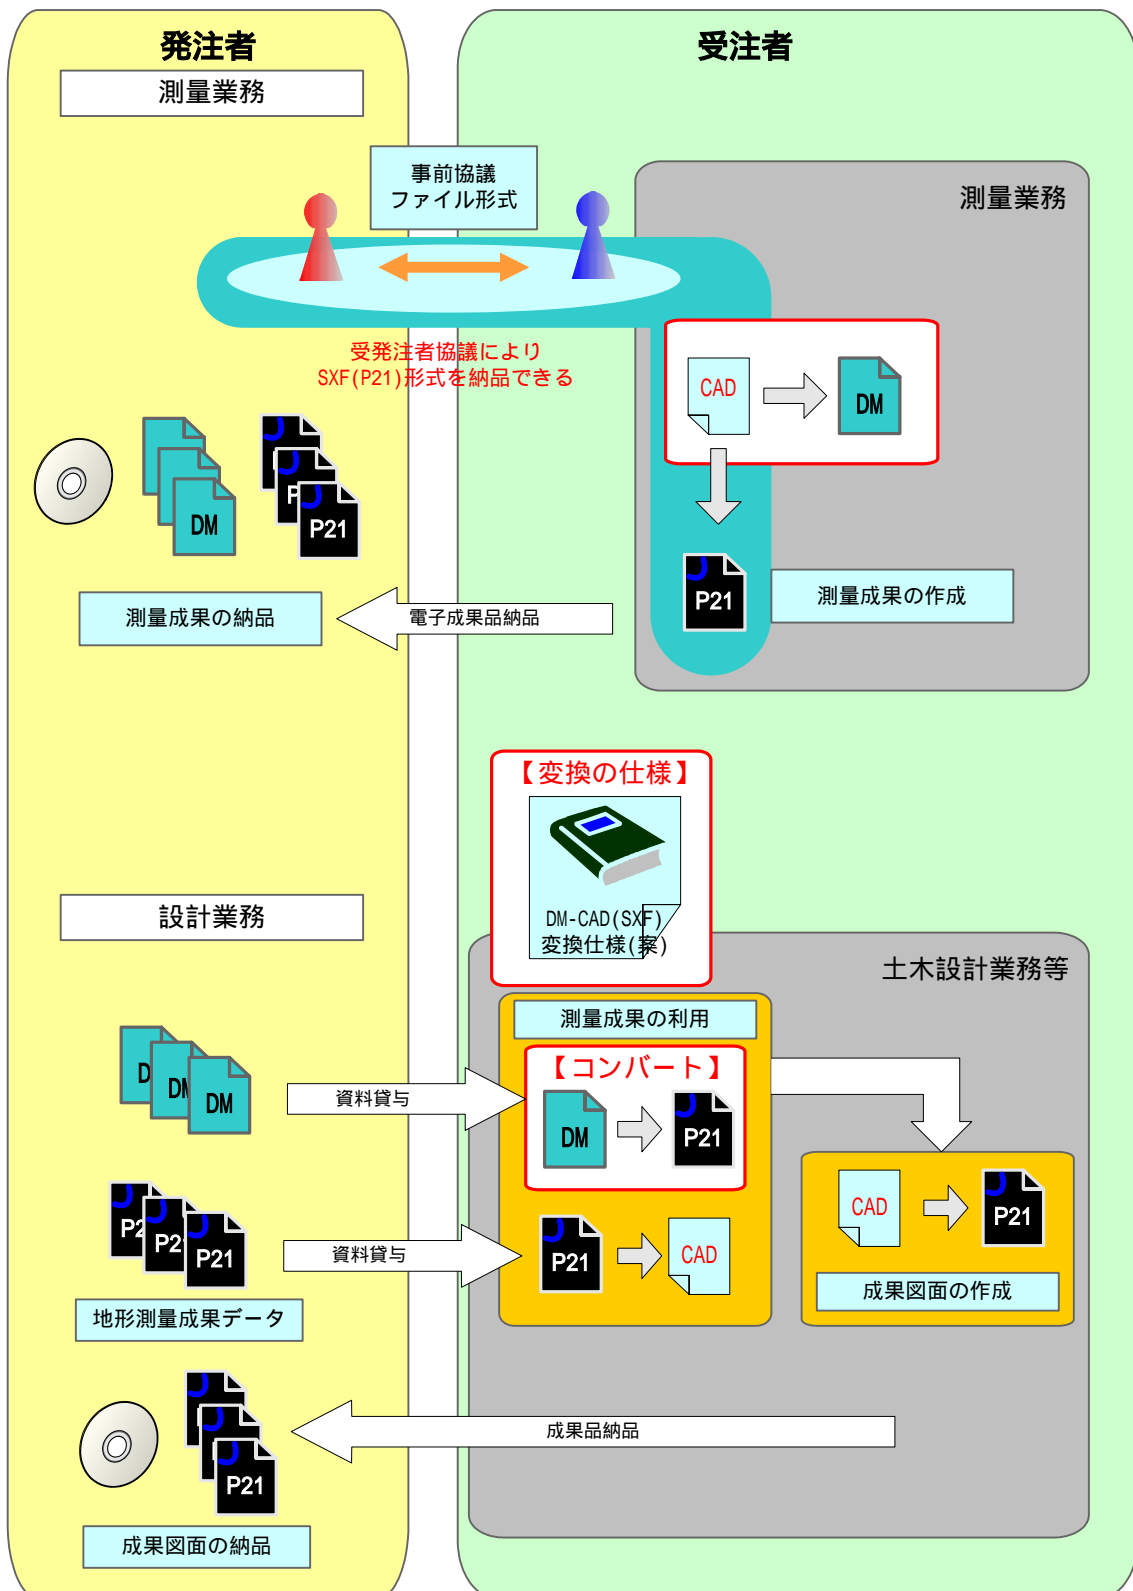 発注者
受注者
測量業務
事前協議
ファイル形式
測量業務
受発注者協議により
SXF(P21)形式を納品できる
CAD
DM
DM
P
P21
P21
測量成果の作成
測量成果の納品
電子成果品納品
【変換の仕様】
DM-CAD(SXF)
変換仕様(案)
設計業務
土木設計業務等
測量成果の利用
【コンバート】
D
DM
DM
資料貸与
DM
P21
P2
P21
P21
資料貸与
P21
CAD
CAD
P21
成果図面の作成
地形測量成果データ
P21
成果品納品
成果図面の納品